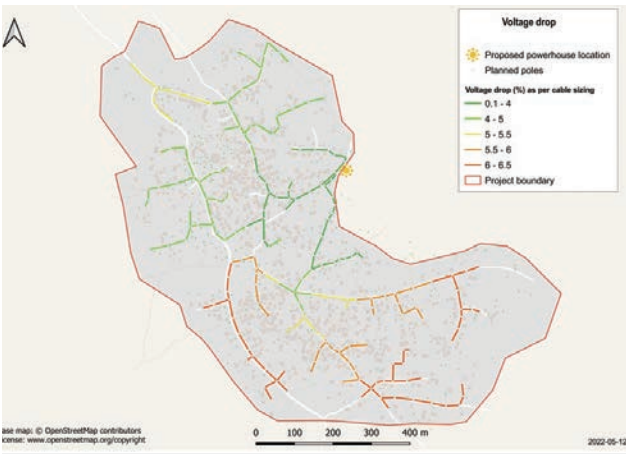 Voltage drop
Proposed powerhouse location
Planned poles
Voltage drop (%) as per cable sizing
0.1 - 4
4 - 5
5 - 5.5
5.5 - 6
6 - 6.5
Project boundary
ase map: © OpenStreetMap contributors
icense: www.openstreetmap.org/copyright
0 100 200 300 400 m
2022-05-12